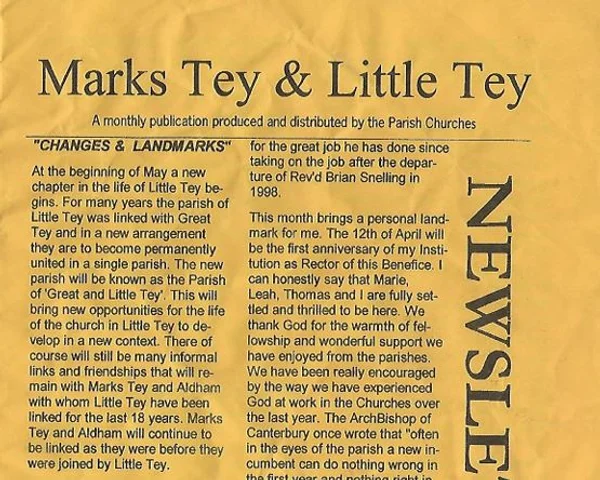 Marks Tey & Little Tey
A monthly publication produced and distributed by the Parish Churches
"CHANGES & LANDMARKS"
At the beginning of May a new
chapter in the life of Little Tey be-
gins. For many years the parish of
Little Tey was linked with Great
Tey and in a new arrangement
they are to become permanently
united in a single parish. The new
parish will be known as the Parish
of 'Great and Little Tey'. This will
bring new opportunities for the life
of the church in Little Tey to de-
velop in a new context. There of
course will still be many informal
links and friendships that will re-
main with Marks Tey and Aldham
with whom Little Tey have been
linked for the last 18 years. Marks
Tey and Aldham will continue to
be linked as they were before they
were joined by Little Tey.
for the great job he has done since
taking on the job after the depar-
ture of Rev'd Brian Snelling in
1998.
This month brings a personal land-
mark for me. The 12th of April will
be the first anniversary of my Insti-
tution as Rector of this Benefice. I
can honestly say that Marie,
Leah, Thomas and I are fully set-
tled and thrilled to be here. We
thank God for the warmth of fel-
lowship and wonderful support we
have enjoyed from the parishes.
We have been really encouraged
by the way we have experienced
God at work in the Churches over
the last year. The ArchBishop of
Canterbury once wrote that "often
in the eyes of the parish a new in-
cumbent can do nothing wrong in
the first year and nothing right in
NEWSLE